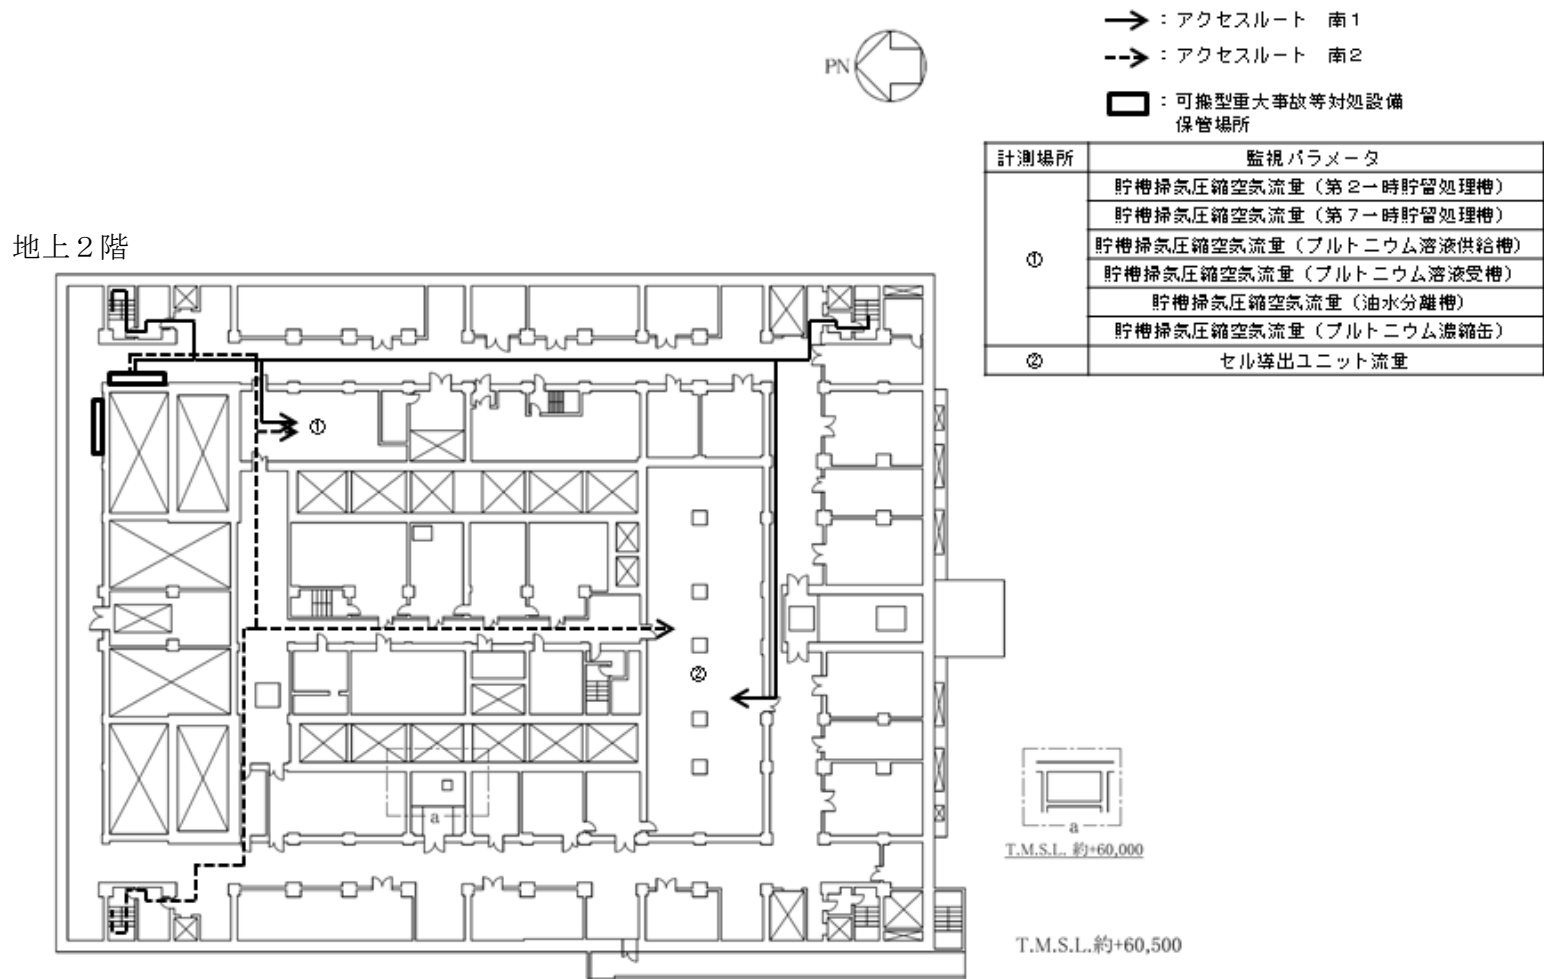 ：アクセスルート　南1
：アクセスルート　南2
：可搬型重大事故等対処設備
保管場所
PN
計測場所 監視パラメータ
① 貯槽掃気圧縮空気流量（第2一時貯留処理槽）
貯槽掃気圧縮空気流量（第7一時貯留処理槽）
貯槽掃気圧縮空気流量（プルトニウム溶液供給槽）
貯槽掃気圧縮空気流量（プルトニウム溶液受槽）
貯槽掃気圧縮空気流量（油水分離槽）
貯槽掃気圧縮空気流量（プルトニウム濃縮缶）
② セル導出ユニット流量
地上２階
①
②
a
a
T.M.S.L. 約+60,000
T.M.S.L.約+60,500